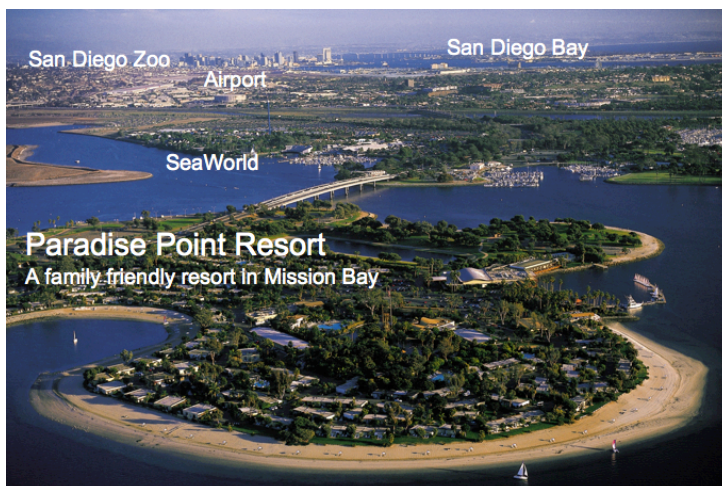 San Diego Zoo
San Diego Bay
Airport
SeaWorld
Paradise Point Resort
A family friendly resort in Mission Bay